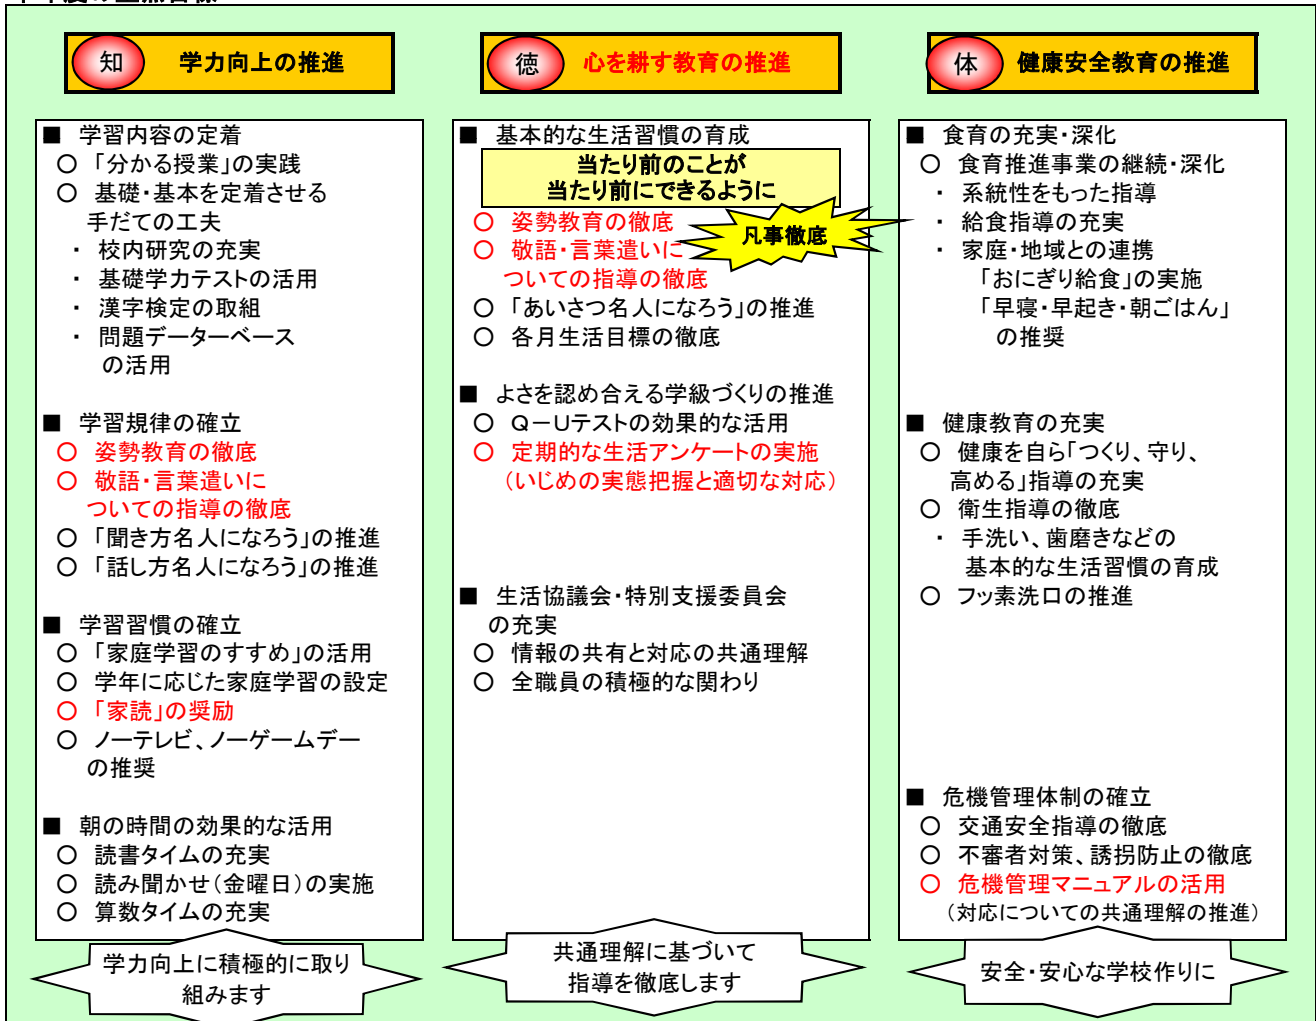 知 学力向上の推進
■ 学習内容の定着
○ 「分かる授業」の実践
○ 基礎・基本を定着させる
手だての工夫
・ 校内研究の充実
・ 基礎学力テストの活用
・ 漢字検定の取組
・ 問題データーベース
の活用
■ 学習規律の確立
○ 姿勢教育の徹底
○ 敬語・言葉遣いに
ついての指導の徹底
○ 「聞き方名人になろう」の推進
○ 「話し方名人になろう」の推進
■ 学習習慣の確立
○ 「家庭学習のすすめ」の活用
○ 学年に応じた家庭学習の設定
○ 「家読」の奨励
○ ノーテレビ、ノーゲームデー
の推奨
■ 朝の時間の効果的な活用
○ 読書タイムの充実
○ 読み聞かせ(金曜日)の実施
○ 算数タイムの充実
学力向上に積極的に取り
組みます
徳 心を耕す教育の推進
■ 基本的な生活習慣の育成
当たり前のことが
当たり前にできるように
○ 姿勢教育の徹底
凡事徹底
○ 敬語・言葉遣いに
ついての指導の徹底
○ 「あいさつ名人になろう」の推進
○ 各月生活目標の徹底
■ よさを認め合える学級づくりの推進
○ Q-Uテストの効果的な活用
○ 定期的な生活アンケートの実施
(いじめの実態把握と適切な対応)
■ 生活協議会・特別支援委員会
の充実
○ 情報の共有と対応の共通理解
○ 全職員の積極的な関わり
共通理解に基づいて
指導を徹底します
体 健康安全教育の推進
■ 食育の充実・深化
○ 食育推進事業の継続・深化
・ 系統性をもった指導
・ 給食指導の充実
・ 家庭・地域との連携
「おにぎり給食」の実施
「早寝・早起き・朝ごはん」
の推奨
■ 健康教育の充実
○ 健康を自ら「つくり、守り、
高める」指導の充実
○ 衛生指導の徹底
・ 手洗い、歯磨きなどの
基本的な生活習慣の育成
○ フッ素洗口の推進
■ 危機管理体制の確立
○ 交通安全指導の徹底
○ 不審者対策、誘拐防止の徹底
○ 危機管理マニュアルの活用
(対応についての共通理解の推進)
安全・安心な学校作りに